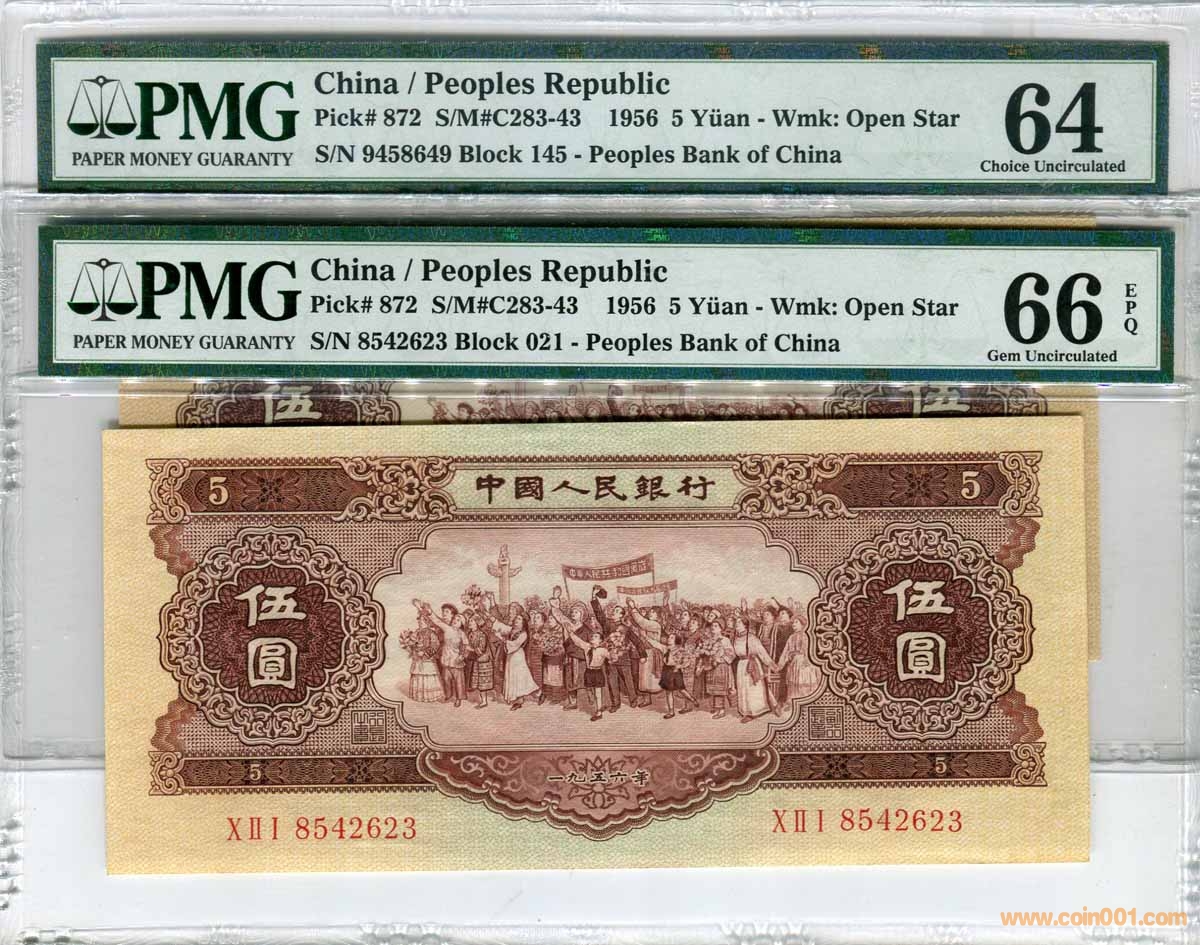 PMG
PAPER MONEY GUARANTY
China / Peoples Republic
Pick# 872 S/M#C283-43 1956 5 Yüan - Wmk: Open Star
S/N 9458649 Block 145 - Peoples Bank of China
64
Choice Uncirculated
PMG
PAPER MONEY GUARANTY
China / Peoples Republic
Pick# 872 S/M#C283-43 1956 5 Yüan - Wmk: Open Star
S/N 8542623 Block 021 - Peoples Bank of China
66
EPQ
Gem Uncirculated
伍 伍
5 中國人民銀行 5
伍圓 伍圓
5 一九五六年 5
XⅡI 8542623 XⅡI 8542623
www.coin001.com